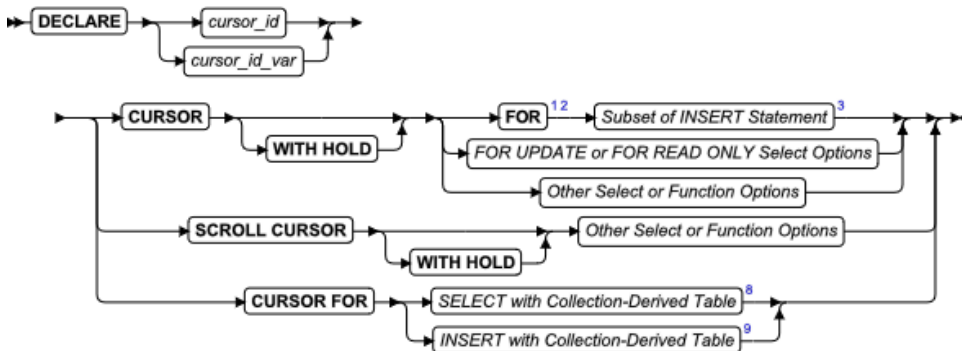 DECLARE cursor_id
cursor_id_var
CURSOR FOR 1 2 Subset of INSERT Statement 3
WITH HOLD FOR UPDATE or FOR READ ONLY Select Options
Other Select or Function Options
SCROLL CURSOR Other Select or Function Options
WITH HOLD
CURSOR FOR SELECT with Collection-Derived Table 8
INSERT with Collection-Derived Table 9